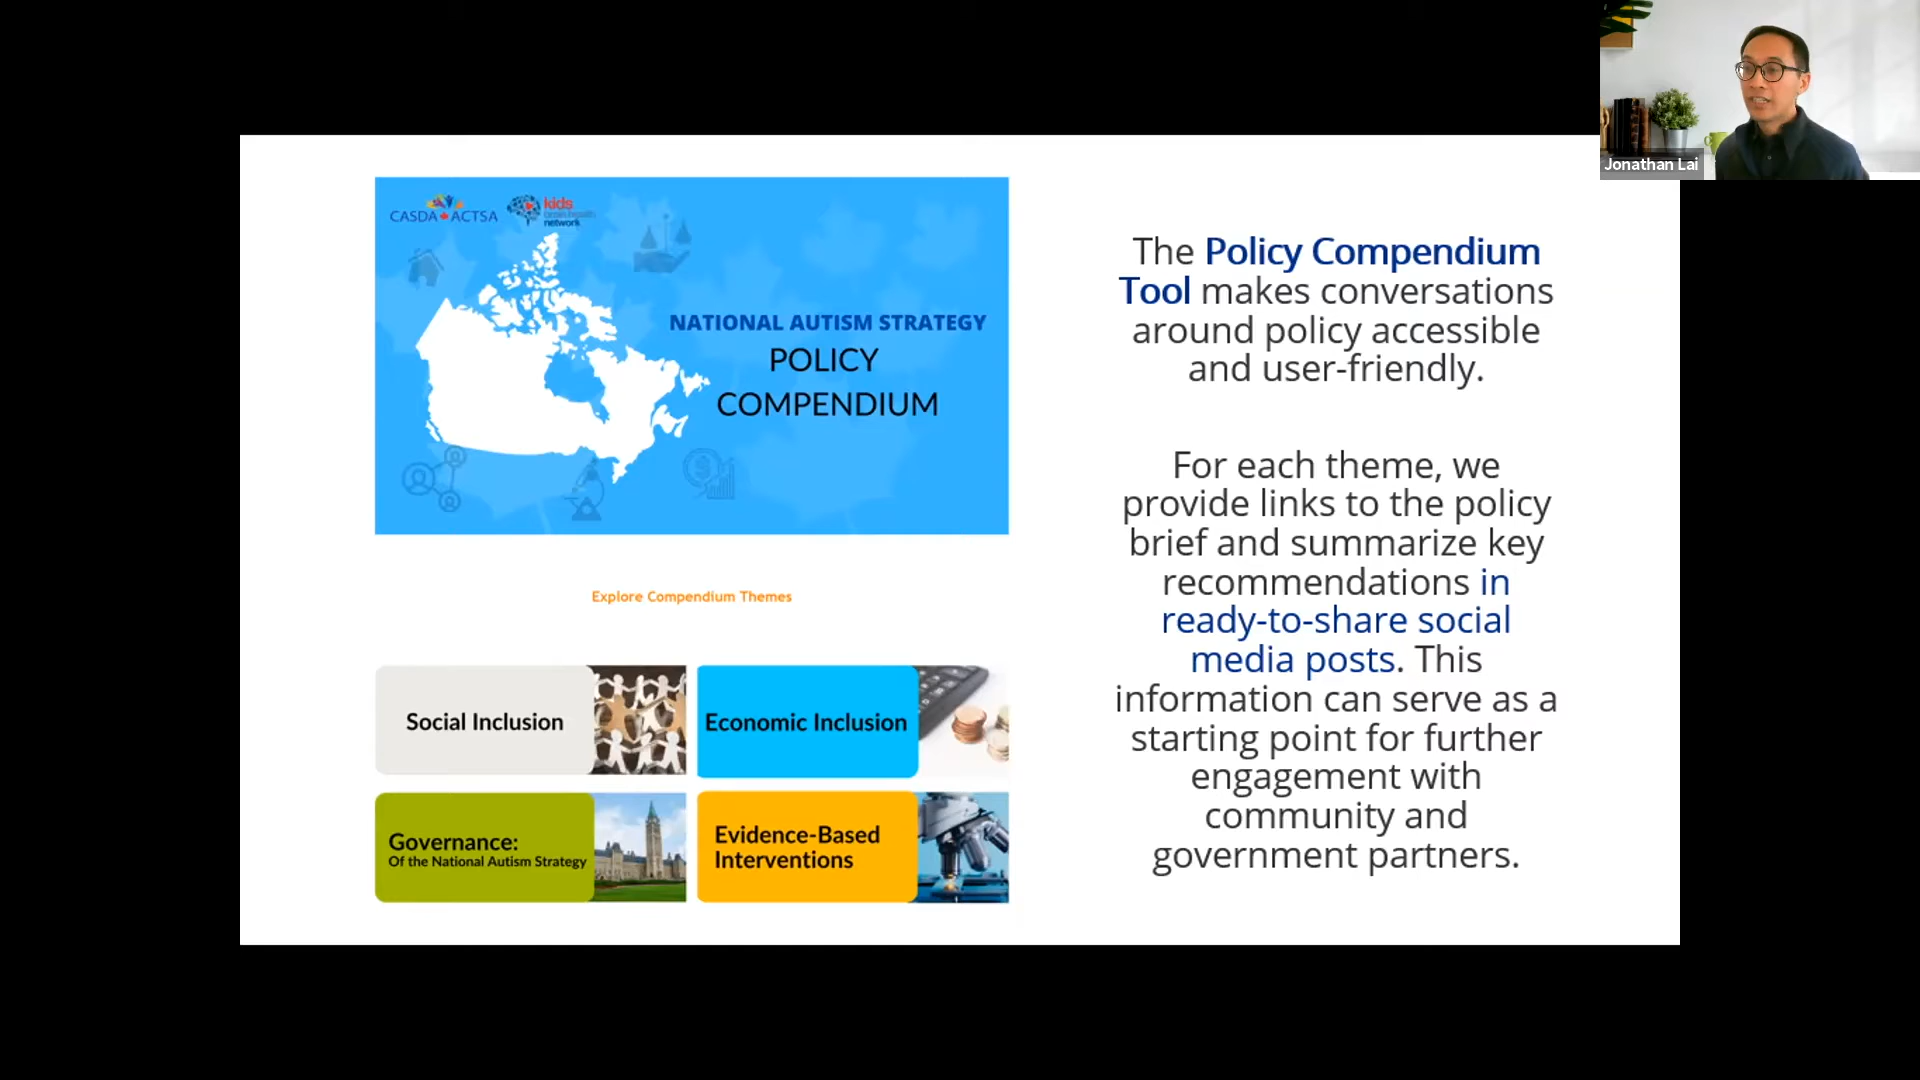 Jonathan Lai
CASDA ACTSA
kids
brain health
network
NATIONAL AUTISM STRATEGY
POLICY
COMPENDIUM
Explore Compendium Themes
Social Inclusion
Economic Inclusion
Governance:
Of the National Autism Strategy
Evidence-Based
Interventions
The Policy Compendium
Tool makes conversations
around policy accessible
and user-friendly.
For each theme, we
provide links to the policy
brief and summarize key
recommendations in
ready-to-share social
media posts. This
information can serve as a
starting point for further
engagement with
community and
government partners.